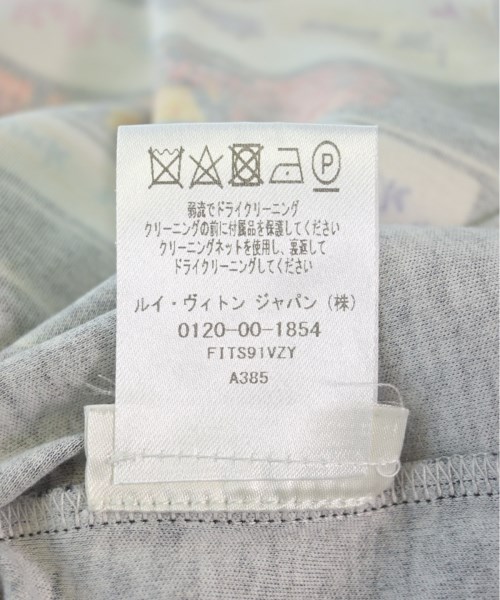 P
弱流でドライクリーニング
クリーニングの前に付属品を保護してください
クリーニングネットを使用し、裏返して
ドライクリーニングしてください
ルイ・ヴィトン ジャパン (株)
0120-00-1854
FITS91VZY
A385